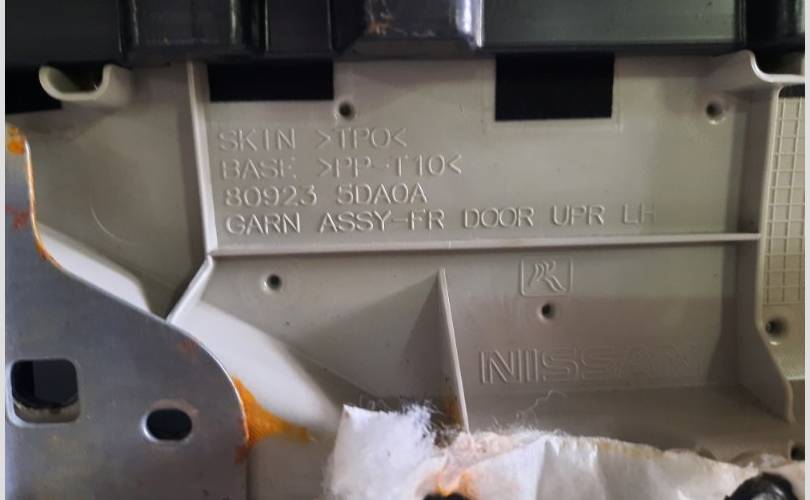 SKIN >TPO<
BASE >PP-T10<
80923 5DA0A
GARN ASSY-FR DOOR UPR LH
NISSAN